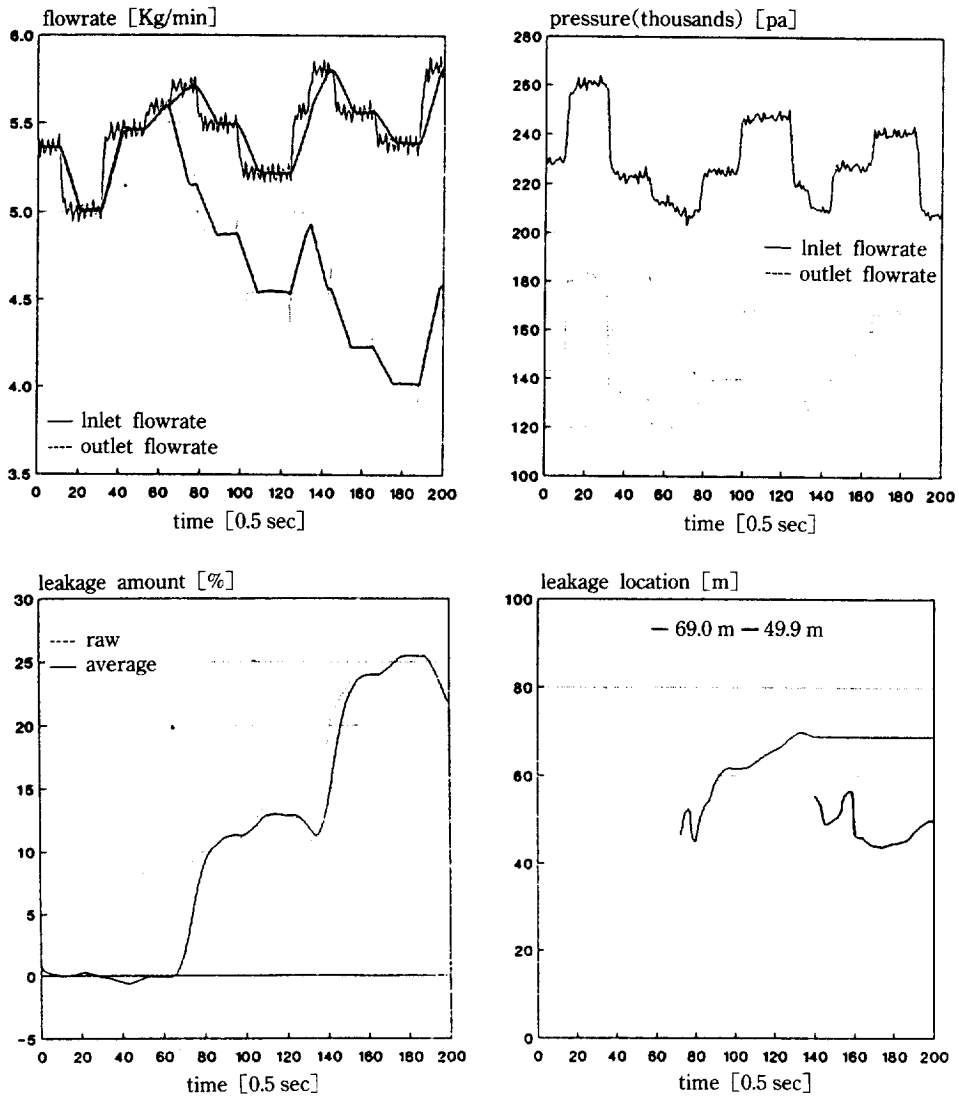 flowrate [Kg/min]
6.0
5.5
5.0
4.5
4.0
3.5
lnlet flowrate
outlet flowrate
0 20 40 60 80 100 120 140 160 180 200
time [0.5 sec]
pressure(thousands) [pa]
280
260
240
220
200
180
160
140
120
100
lnlet flowrate
outlet flowrate
0 20 40 60 80 100 120 140 160 180 200
time [0.5 sec]
leakage amount [%]
30
25
20
15
10
5
0
-5
raw
average
0 20 40 60 80 100 120 140 160 180 200
time [0.5 sec]
leakage location [m]
100
80
60
40
20
0
69.0 m 49.9 m
0 20 40 60 80 100 120 140 160 180 200
time [0.5 sec]